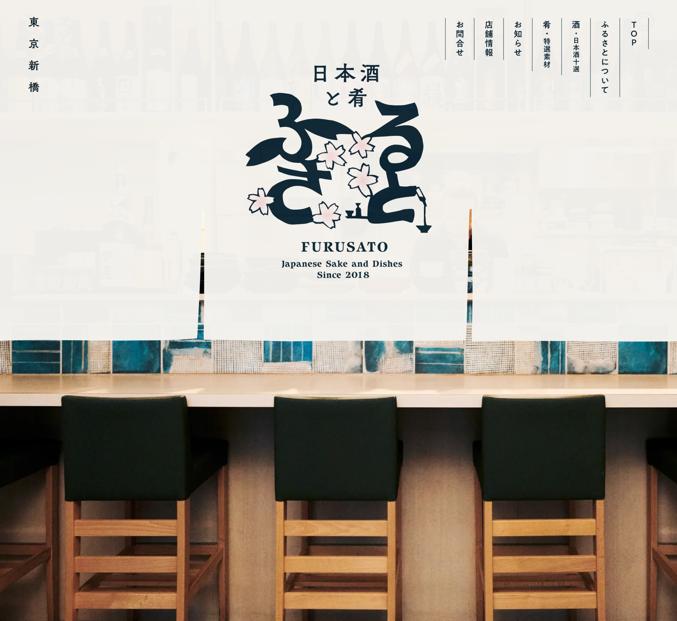 東京新橋
TOP
ふるさとについて
酒・日本酒十選
肴・特選素材
お知らせ
店舗情報
お問合せ
日本酒
と肴
ふるさと
FURUSATO
Japanese Sake and Dishes
Since 2018